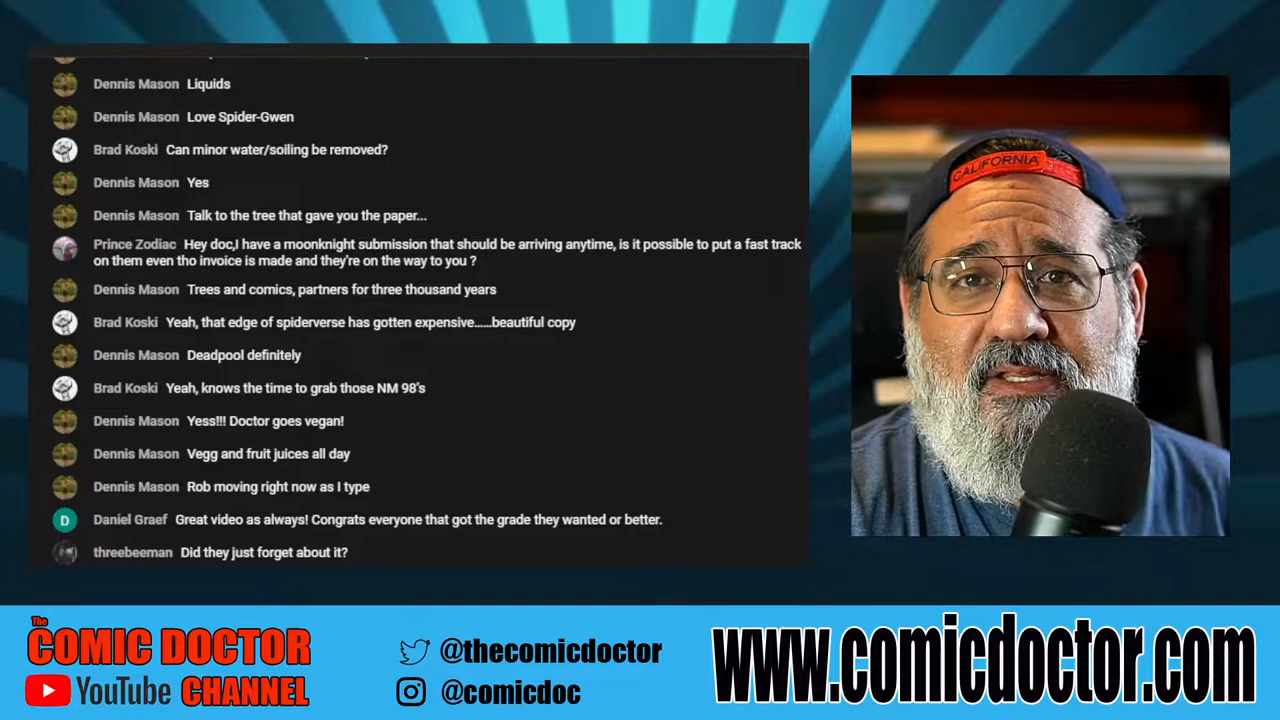 Dennis Mason Liquids
Dennis Mason Love Spider-Gwen
Brad Koski Can minor water/soiling be removed?
Dennis Mason Yes
Dennis Mason Talk to the tree that gave you the paper...
Prince Zodiac Hey doc,I have a moonknight submission that should be arriving anytime, is it possible to put a fast track
on them even tho invoice is made and they're on the way to you ?
Dennis Mason Trees and comics, partners for three thousand years
Brad Koski Yeah, that edge of spiderverse has gotten expensive......beautiful copy
Dennis Mason Deadpool definitely
Brad Koski Yeah, knows the time to grab those NM 98's
Dennis Mason Yess!!! Doctor goes vegan!
Dennis Mason Vegg and fruit juices all day
Dennis Mason Rob moving right now as I type
D Daniel Graef Great video as always! Congrats everyone that got the grade they wanted or better.
threebeeman Did they just forget about it?
CALIFORNIA
The
COMIC DOCTOR
YouTube CHANNEL
@thecomicdoctor
@comicdoc
www.comicdoctor.com